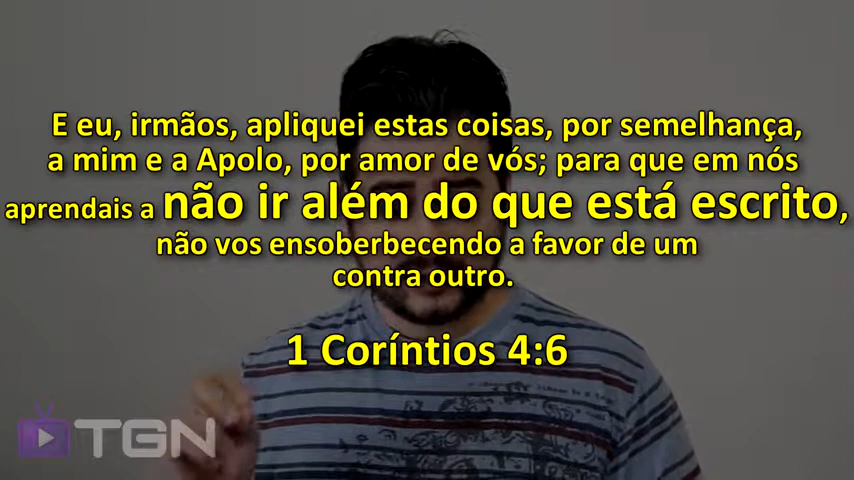 E eu, irmãos, apliquei estas coisas, por semelhança,
a mim e a Apolo, por amor de vós; para que em nós
aprendais a não ir além do que está escrito,
não vos ensoberbecendo a favor de um
contra outro.
1 Coríntios 4:6
TGN